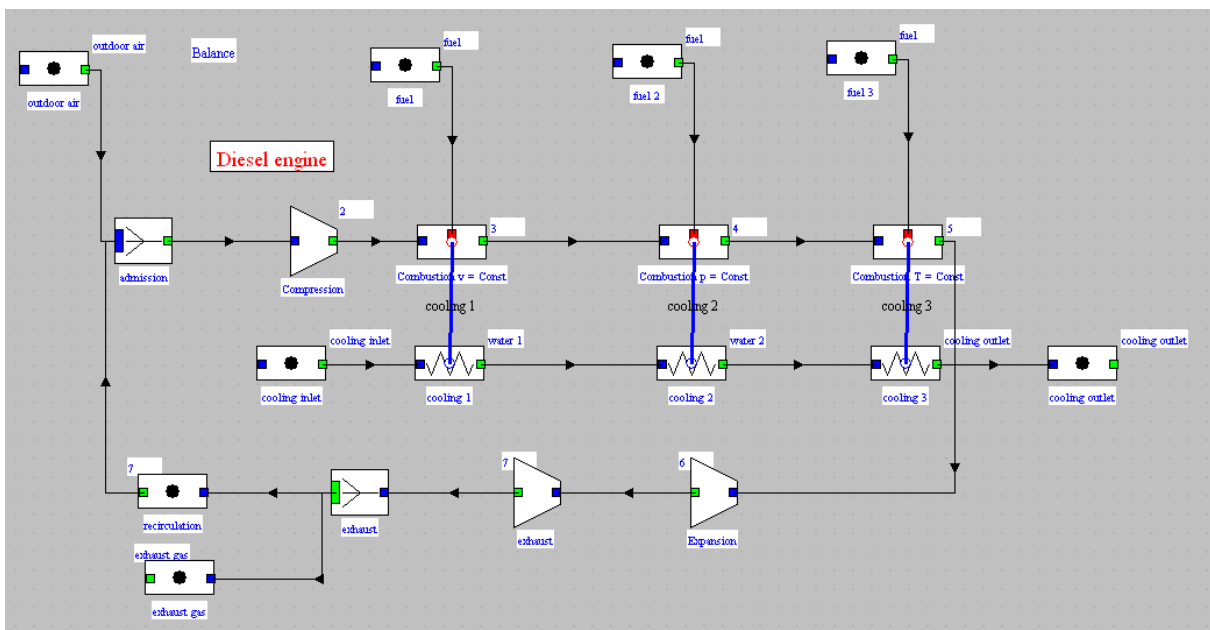 outdoor air
Balance
fuel
fuel
fuel
outdoor air
fuel
fuel 2
fuel 3
Diesel engine
2
3
4
5
admission
Compression
Combustion v = Const
Combustion p = Const
Combustion T = Const
cooling 1
cooling 2
cooling 3
cooling inlet
water 1
water 2
cooling outlet
cooling outlet
cooling inlet
cooling 1
cooling 2
cooling 3
cooling outlet
7
7
6
recirculation
exhaust
exhaust
Expansion
exhaust gas
exhaust gas